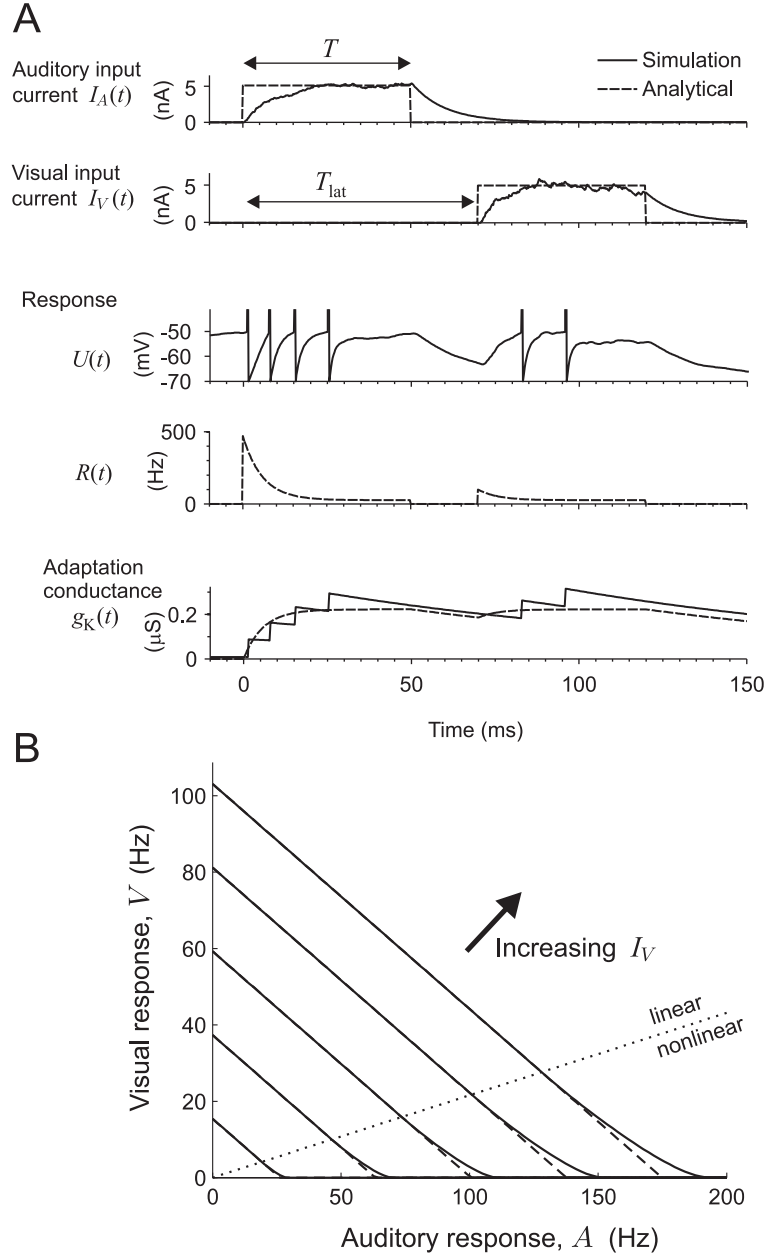 A
T
Auditory input
current I_A(t)
(nA)
5
0
Simulation
Analytical
Visual input
current I_V(t)
(nA)
5
0
T_lat
Response
U(t)
(mV)
-50
-60
-70
R(t)
(Hz)
500
0
Adaptation
conductance
g_K(t)
(µS)
0.2
0
0 50 100 150
Time (ms)
B
Visual response, V (Hz)
100
80
60
40
20
0
Increasing I_V
linear
nonlinear
0 50 100 150 200
Auditory response, A (Hz)